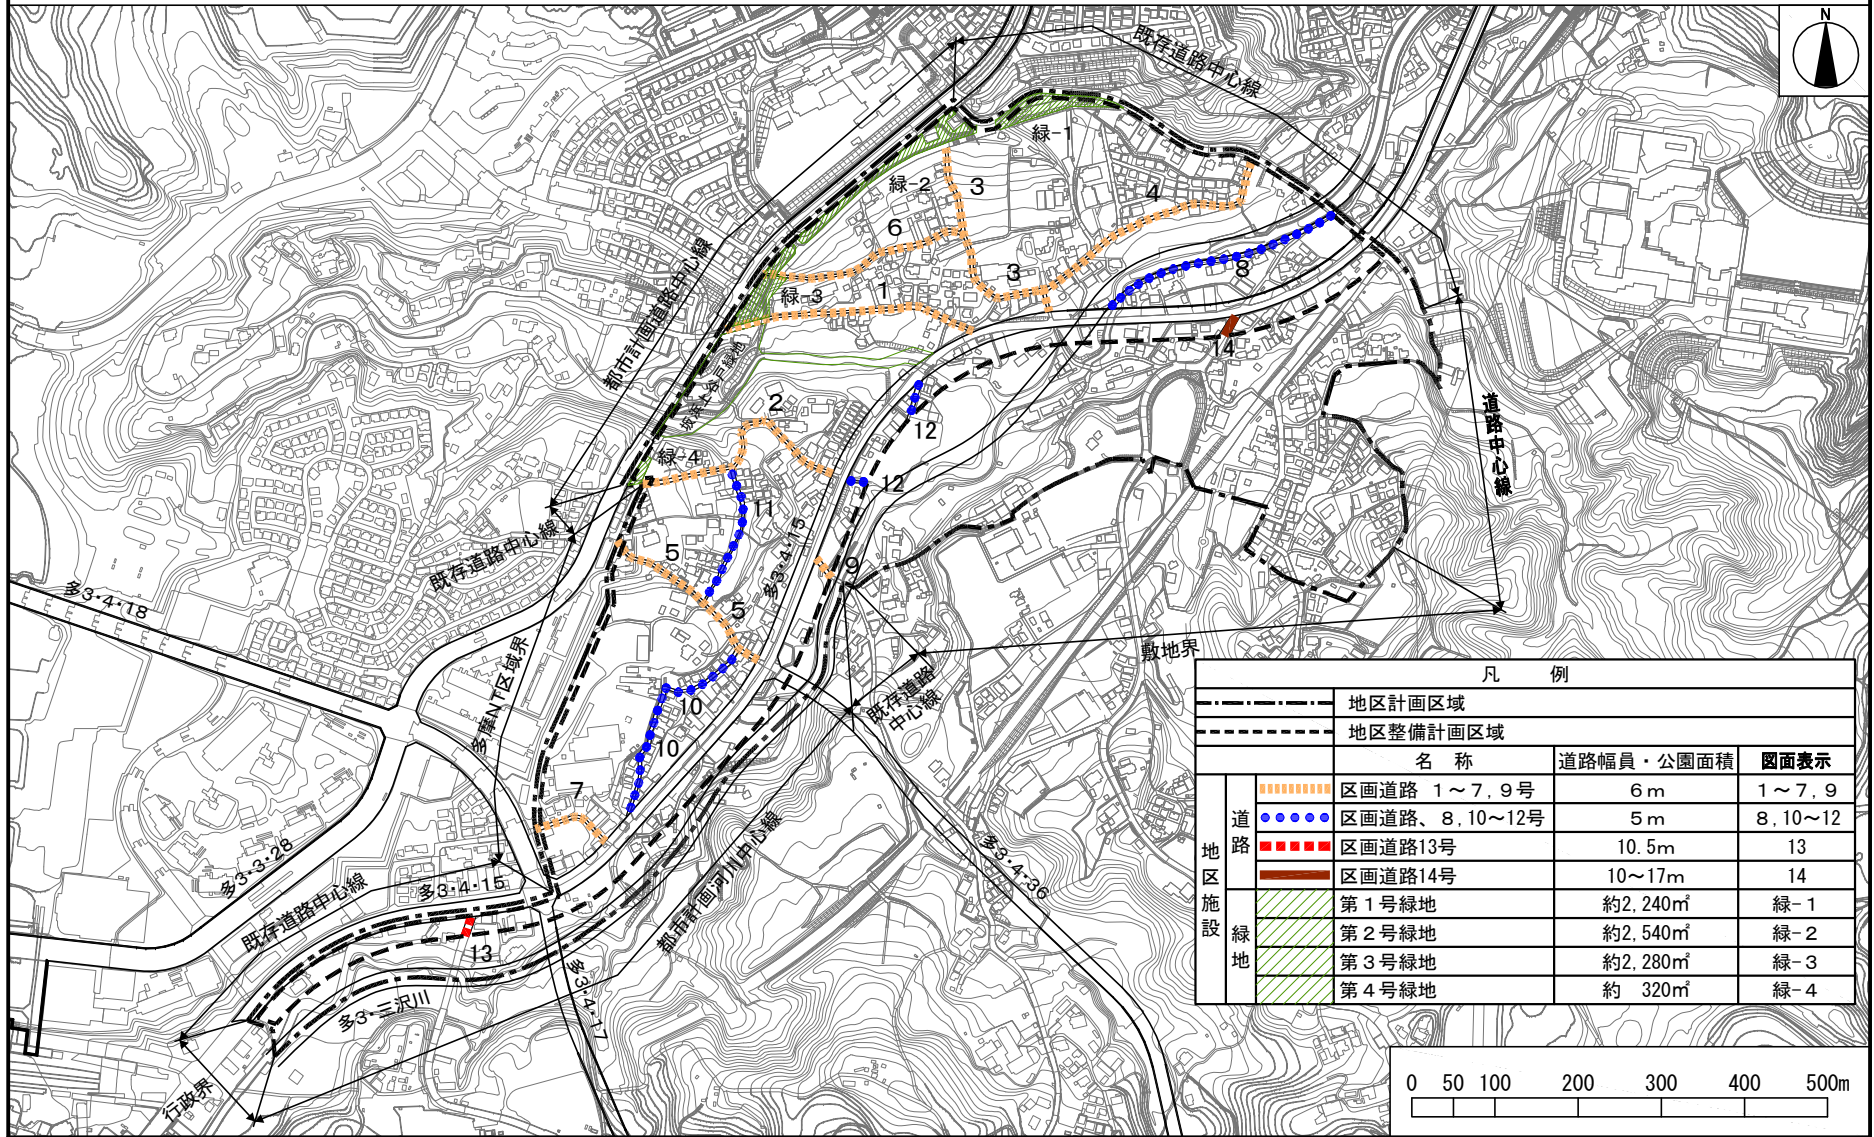 N
既存道路中心線
緑-1
緑-2
3
4
6
都市計画道路中心線
3
8
緑-3
1
14
坂浜上谷戸緑地
道路中心線
2
12
緑-4
12
11
既存道路中心線
多3・4・15
5
9
多3・4・18
5
敷地界
多摩NT区域界
既存道路
中心線
10
10
7
都市計画河川中心線
多3・4・36
多3・3・28
多3・4・15
既存道路中心線
13
多3・4・17
多3・三沢川
行政界
凡 例
地区計画区域
地区整備計画区域
名 称 道路幅員・公園面積 図面表示
地区施設
道路
区画道路 1～7,9号 6m 1～7,9
区画道路、8,10～12号 5m 8,10～12
区画道路13号 10.5m 13
区画道路14号 10～17m 14
緑地
第1号緑地 約2,240㎡ 緑-1
第2号緑地 約2,540㎡ 緑-2
第3号緑地 約2,280㎡ 緑-3
第4号緑地 約 320㎡ 緑-4
0 50 100 200 300 400 500m